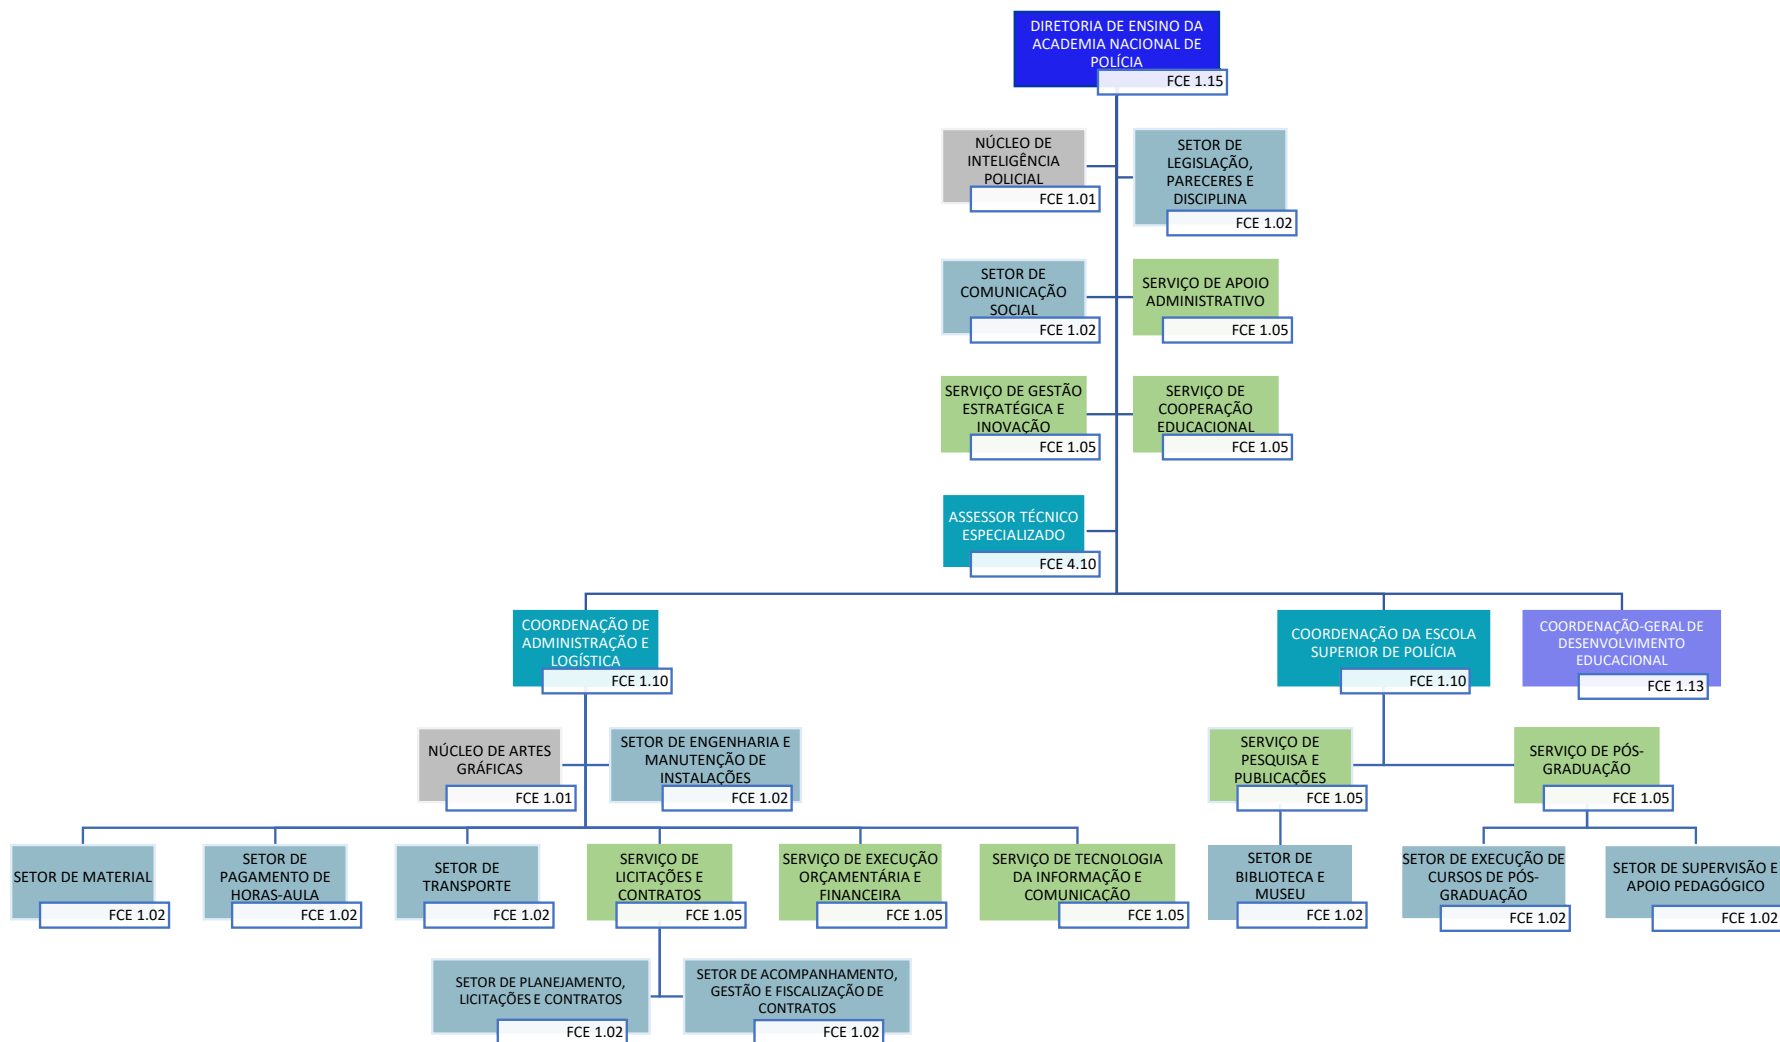 DIRETORIA DE ENSINO DA
ACADEMIA NACIONAL DE
POLÍCIA
FCE 1.15
NÚCLEO DE
INTELIGÊNCIA
POLICIAL
FCE 1.01
SETOR DE
LEGISLAÇÃO,
PARECERES E
DISCIPLINA
FCE 1.02
SETOR DE
COMUNICAÇÃO
SOCIAL
FCE 1.02
SERVIÇO DE APOIO
ADMINISTRATIVO
FCE 1.05
SERVIÇO DE GESTÃO
ESTRATÉGICA E
INOVAÇÃO
FCE 1.05
SERVIÇO DE
COOPERAÇÃO
EDUCACIONAL
FCE 1.05
ASSESSOR TÉCNICO
ESPECIALIZADO
FCE 4.10
COORDENAÇÃO DE
ADMINISTRAÇÃO E
LOGÍSTICA
FCE 1.10
COORDENAÇÃO DA ESCOLA
SUPERIOR DE POLÍCIA
FCE 1.10
COORDENAÇÃO-GERAL DE
DESENVOLVIMENTO
EDUCACIONAL
FCE 1.13
NÚCLEO DE ARTES
GRÁFICAS
FCE 1.01
SETOR DE ENGENHARIA E
MANUTENÇÃO DE
INSTALAÇÕES
FCE 1.02
SERVIÇO DE
PESQUISA E
PUBLICAÇÕES
FCE 1.05
SERVIÇO DE PÓS-
GRADUAÇÃO
FCE 1.05
SETOR DE MATERIAL
FCE 1.02
SETOR DE
PAGAMENTO DE
HORAS-AULA
FCE 1.02
SETOR DE
TRANSPORTE
FCE 1.02
SERVIÇO DE
LICITAÇÕES E
CONTRATOS
FCE 1.05
SERVIÇO DE EXECUÇÃO
ORÇAMENTÁRIA E
FINANCEIRA
FCE 1.05
SERVIÇO DE TECNOLOGIA
DA INFORMAÇÃO E
COMUNICAÇÃO
FCE 1.05
SETOR DE
BIBLIOTECA E
MUSEU
FCE 1.02
SETOR DE EXECUÇÃO DE
CURSOS DE PÓS-
GRADUAÇÃO
FCE 1.02
SETOR DE SUPERVISÃO E
APOIO PEDAGÓGICO
FCE 1.02
SETOR DE PLANEJAMENTO,
LICITAÇÕES E CONTRATOS
FCE 1.02
SETOR DE ACOMPANHAMENTO,
GESTÃO E FISCALIZAÇÃO DE
CONTRATOS
FCE 1.02